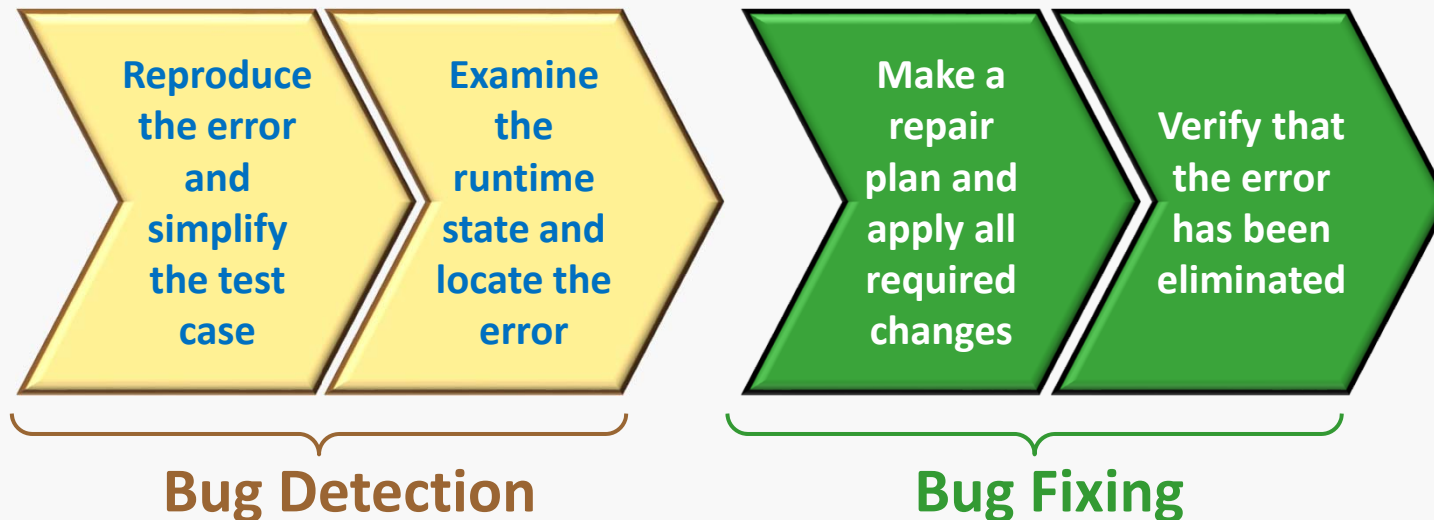 Reproduce
the error
and
simplify
the test
case
Examine
the
runtime
state and
locate the
error
Make a
repair
plan and
apply all
required
changes
Verify that
the error
has been
eliminated
Bug Detection
Bug Fixing